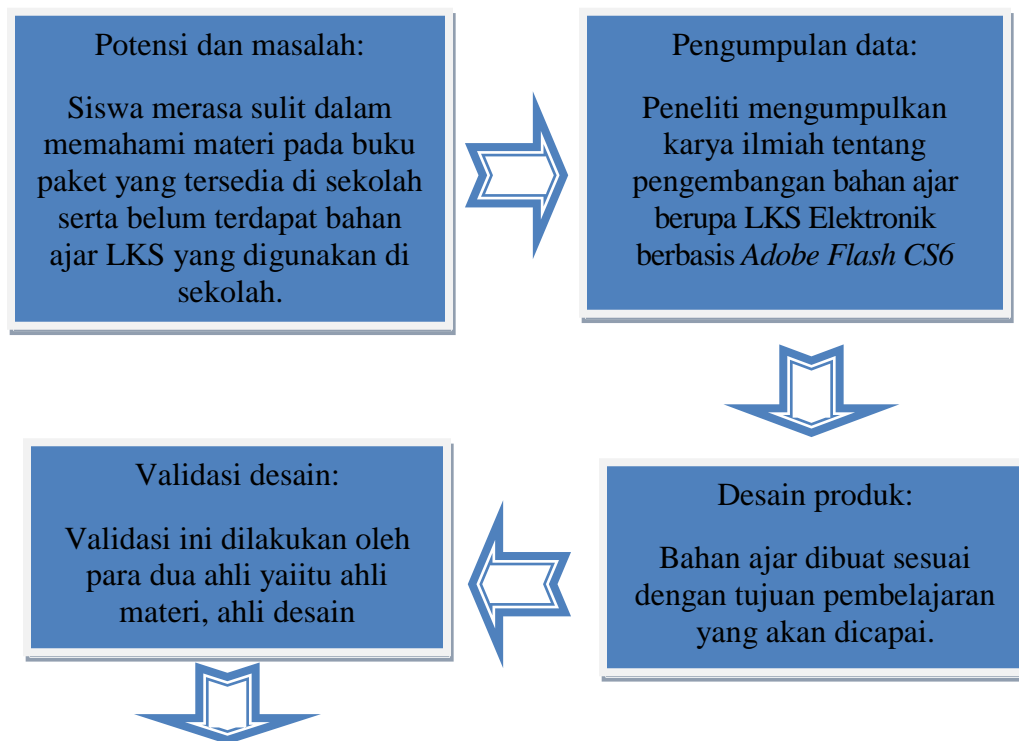 Potensi dan masalah:
Siswa merasa sulit dalam
memahami materi pada buku
paket yang tersedia di sekolah
serta belum terdapat bahan
ajar LKS yang digunakan di
sekolah.
Pengumpulan data:
Peneliti mengumpulkan
karya ilmiah tentang
pengembangan bahan ajar
berupa LKS Elektronik
berbasis Adobe Flash CS6
Desain produk:
Bahan ajar dibuat sesuai
dengan tujuan pembelajaran
yang akan dicapai.
Validasi desain:
Validasi ini dilakukan oleh
para dua ahli yaiitu ahli
materi, ahli desain